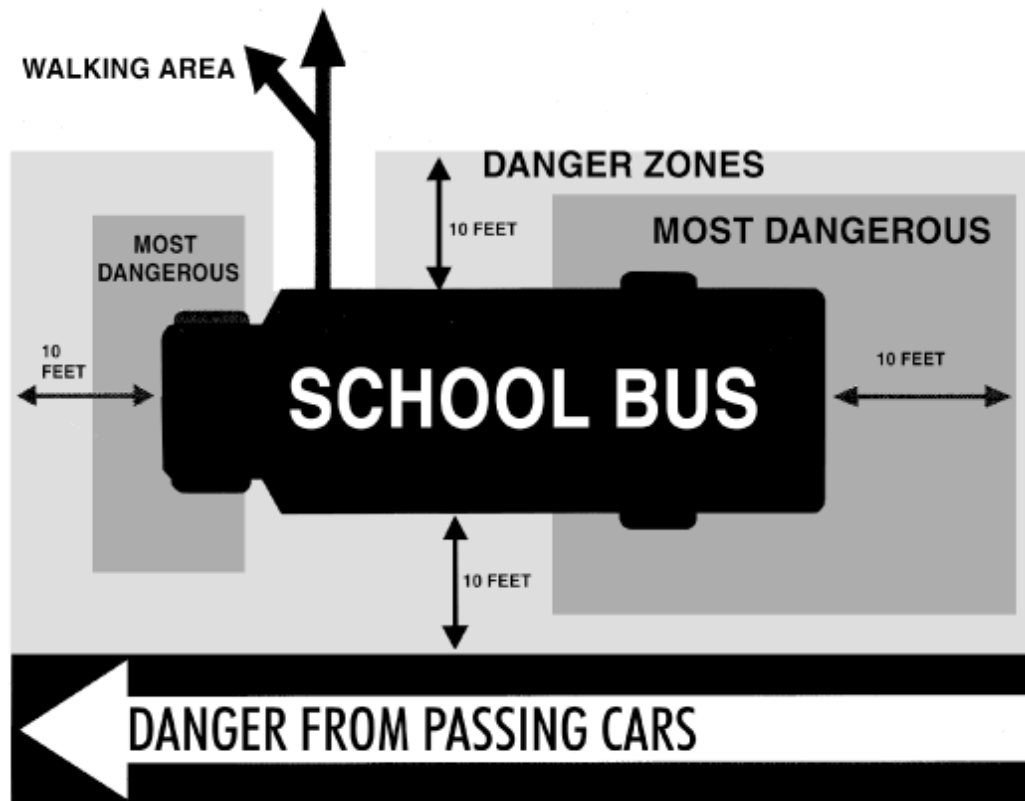 WALKING AREA
DANGER ZONES
10 FEET
MOST DANGEROUS
MOST
DANGEROUS
10
FEET
10 FEET
SCHOOL BUS
10 FEET
DANGER FROM PASSING CARS